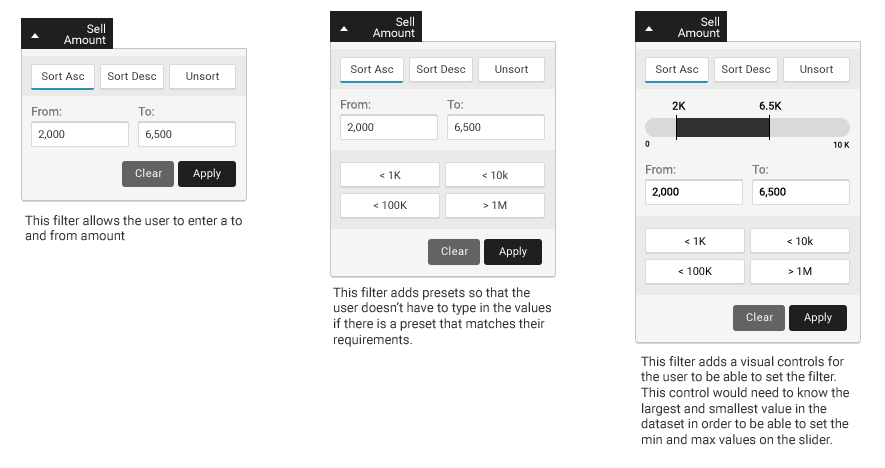 Sell
Amount
Sort Asc Sort Desc Unsort
From: To:
2,000 6,500
Clear Apply
This filter allows the user to enter a to
and from amount
Sell
Amount
Sort Asc Sort Desc Unsort
From: To:
2,000 6,500
< 1K < 10k
< 100K > 1M
Clear Apply
This filter adds presets so that the
user doesn't have to type in the values
if there is a preset that matches their
requirements.
Sell
Amount
Sort Asc Sort Desc Unsort
2K 6.5K
0 10 K
From: To:
2,000 6,500
< 1K < 10k
< 100K > 1M
Clear Apply
This filter adds a visual controls for
the user to be able to set the filter.
This control would need to know the
largest and smallest value in the
dataset in order to be able to set the
min and max values on the slider.